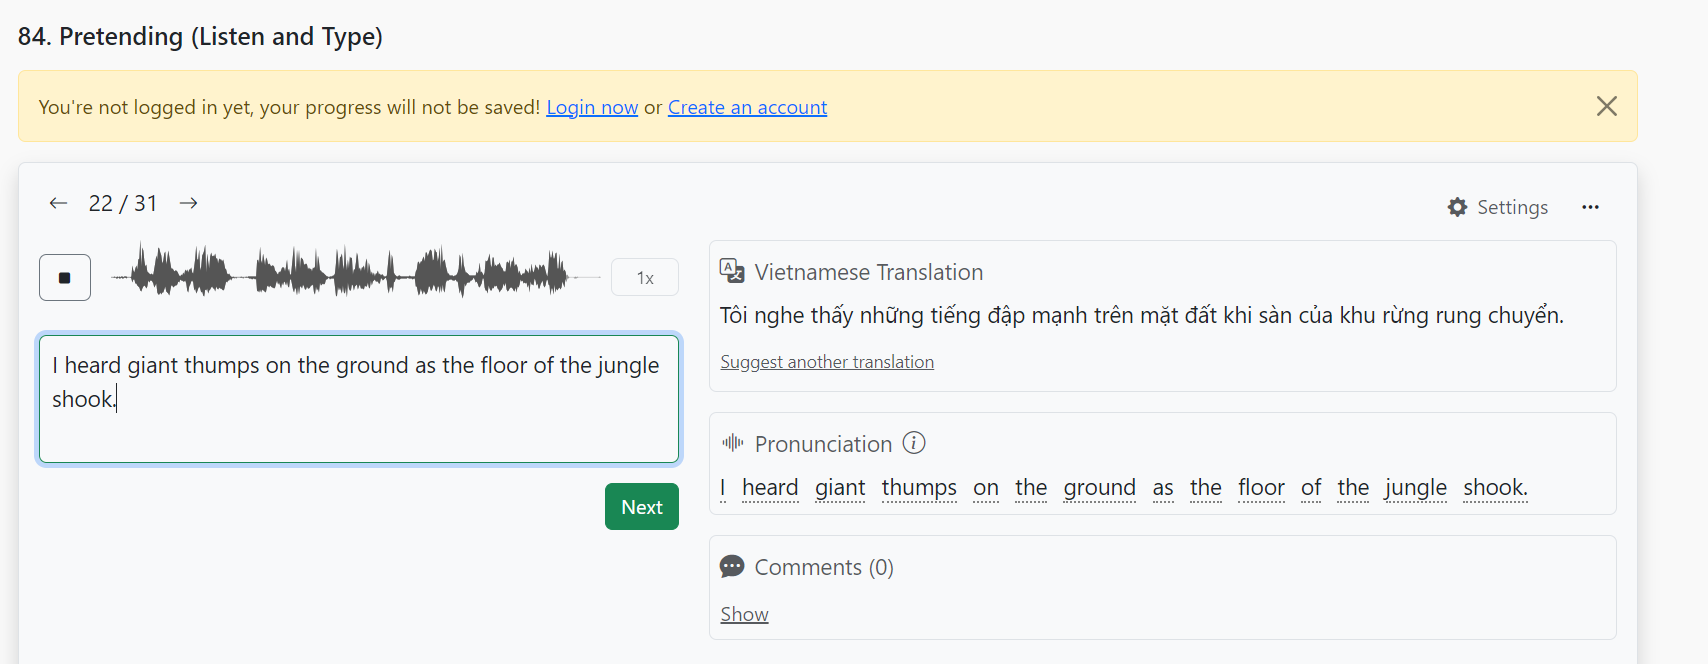 84. Pretending (Listen and Type)
You're not logged in yet, your progress will not be saved! Login now or Create an account
22 / 31
Settings
1x
I heard giant thumps on the ground as the floor of the jungle
shook.
Next
Vietnamese Translation
Tôi nghe thấy những tiếng đập mạnh trên mặt đất khi sàn của khu rừng rung chuyển.
Suggest another translation
Pronunciation
I heard giant thumps on the ground as the floor of the jungle shook.
Comments (0)
Show